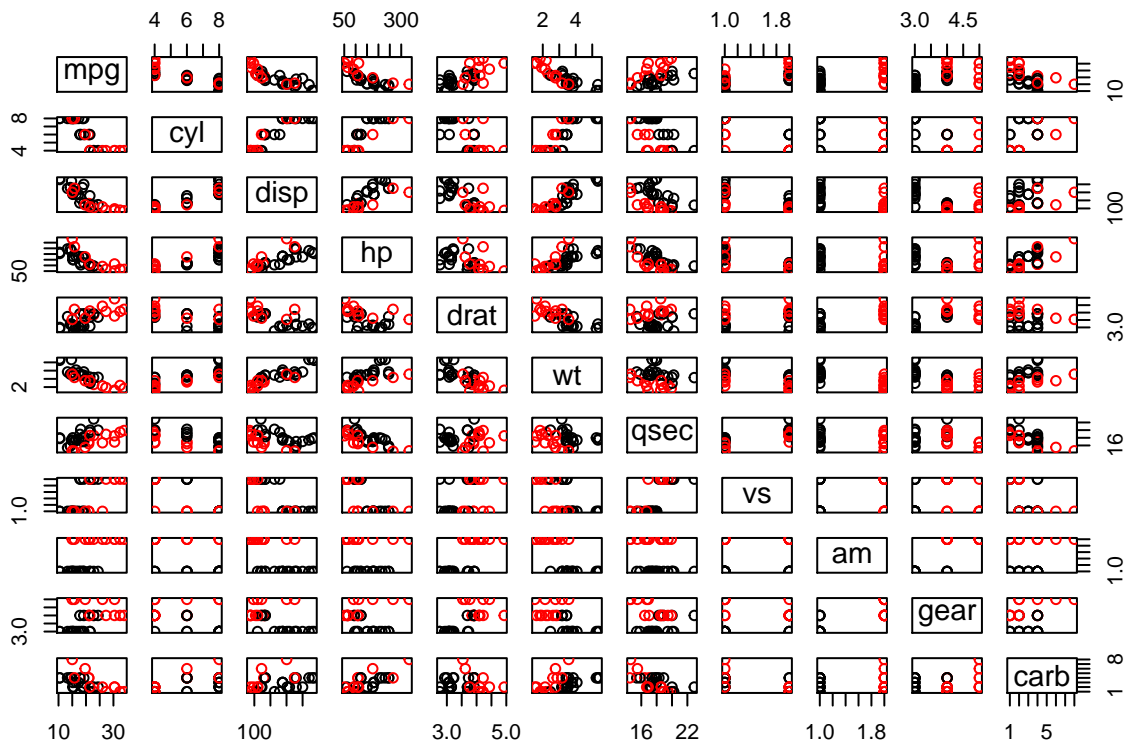 4 6 8 50 300 2 4 1.0 1.8 3.0 4.5
mpg 10
4 8 cyl
disp 100
50 hp
drat 3.0
2 wt
qsec 16
1.0 vs
am 1.0
3.0 gear
carb 1 8
10 30 100 3.0 5.0 16 22 1.0 1.8 1 5